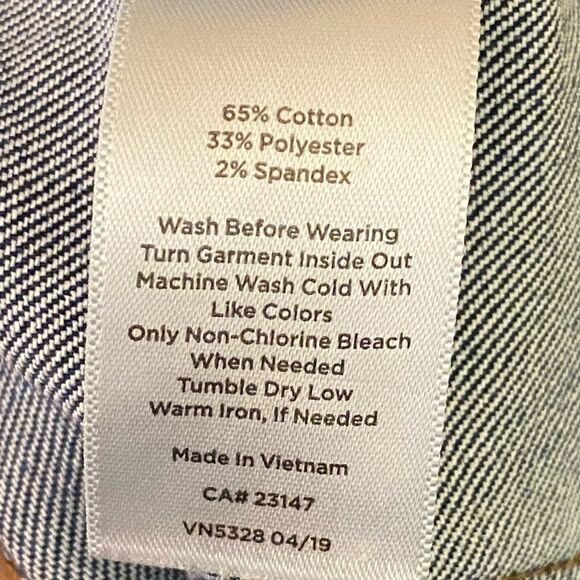 65% Cotton
33% Polyester
2% Spandex
Wash Before Wearing
Turn Garment Inside Out
Machine Wash Cold With
Like Colors
Only Non-Chlorine Bleach
When Needed
Tumble Dry Low
Warm Iron, If Needed
Made In Vietnam
CA# 23147
VN5328 04/19